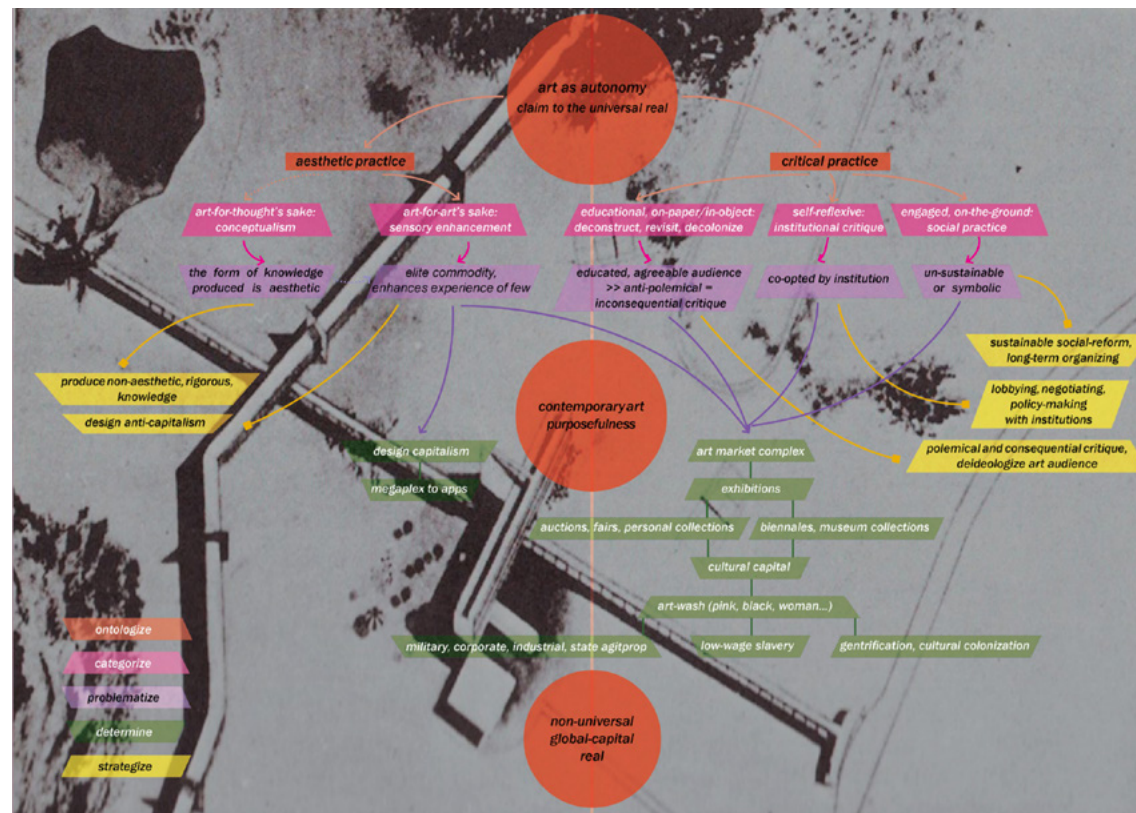 art as autonomy
claim to the universal real
aesthetic practice
critical practice
art-for-thought's sake:
conceptualism
art-for-art's sake:
sensory enhancement
educational, on-paper/in-object:
deconstruct, revisit, decolonize
self-reflexive:
institutional critique
engaged, on-the-ground:
social practice
the form of knowledge
produced is aesthetic
elite commodity,
enhances experience of few
educated, agreeable audience
>> anti-polemical =
inconsequential critique
co-opted by institution
un-sustainable
or symbolic
sustainable social-reform,
long-term organizing
produce non-aesthetic, rigorous,
knowledge
design anti-capitalism
lobbying, negotiating,
policy-making
with institutions
contemporary art
purposefulness
polemical and consequential critique,
deideologize art audience
design capitalism
megaplex to apps
art market complex
exhibitions
auctions, fairs, personal collections
biennales, museum collections
cultural capital
art-wash (pink, black, woman...)
military, corporate, industrial, state agitprop
low-wage slavery
gentrification, cultural colonization
ontologize
categorize
problematize
determine
strategize
non-universal
global-capital
real